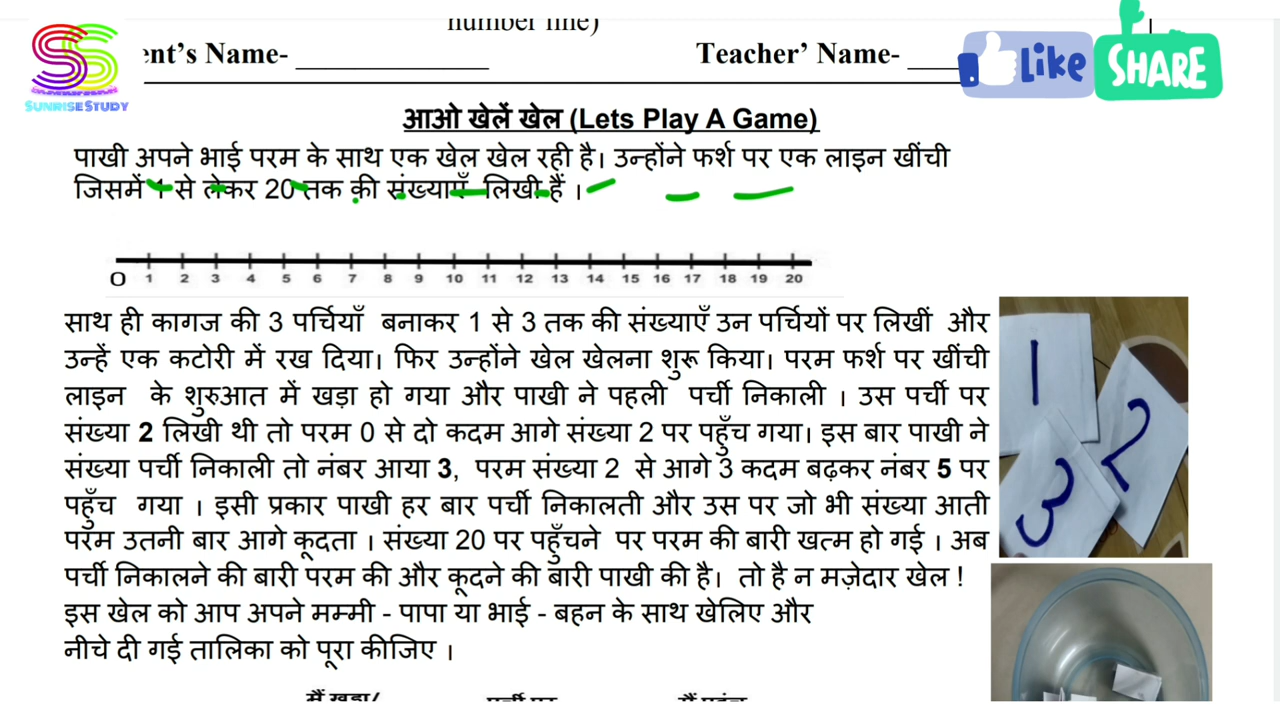 number line)
ent's Name- ____________
Teacher' Name- ____
SUNRISE STUDY
Like
SHARE
आओ खेलें खेल (Lets Play A Game)
पाखी अपने भाई परम के साथ एक खेल खेल रही है। उन्होंने फर्श पर एक लाइन खींची
जिसमें 1 से लेकर 20 तक की संख्याएँ लिखी हैं ।
0 1 2 3 4 5 6 7 8 9 10 11 12 13 14 15 16 17 18 19 20
साथ ही कागज की 3 पर्चियाँ बनाकर 1 से 3 तक की संख्याएँ उन पर्चियों पर लिखीं और
उन्हें एक कटोरी में रख दिया। फिर उन्होंने खेल खेलना शुरू किया। परम फर्श पर खींची
लाइन के शुरुआत में खड़ा हो गया और पाखी ने पहली पर्ची निकाली । उस पर्ची पर
संख्या 2 लिखी थी तो परम 0 से दो कदम आगे संख्या 2 पर पहुँच गया। इस बार पाखी ने
संख्या पर्ची निकाली तो नंबर आया 3, परम संख्या 2 से आगे 3 कदम बढ़कर नंबर 5 पर
पहुँच गया । इसी प्रकार पाखी हर बार पर्ची निकालती और उस पर जो भी संख्या आती
परम उतनी बार आगे कूदता । संख्या 20 पर पहुँचने पर परम की बारी खत्म हो गई । अब
पर्ची निकालने की बारी परम की और कूदने की बारी पाखी की है। तो है न मज़ेदार खेल !
इस खेल को आप अपने मम्मी - पापा या भाई - बहन के साथ खेलिए और
नीचे दी गई तालिका को पूरा कीजिए ।
1
2
3